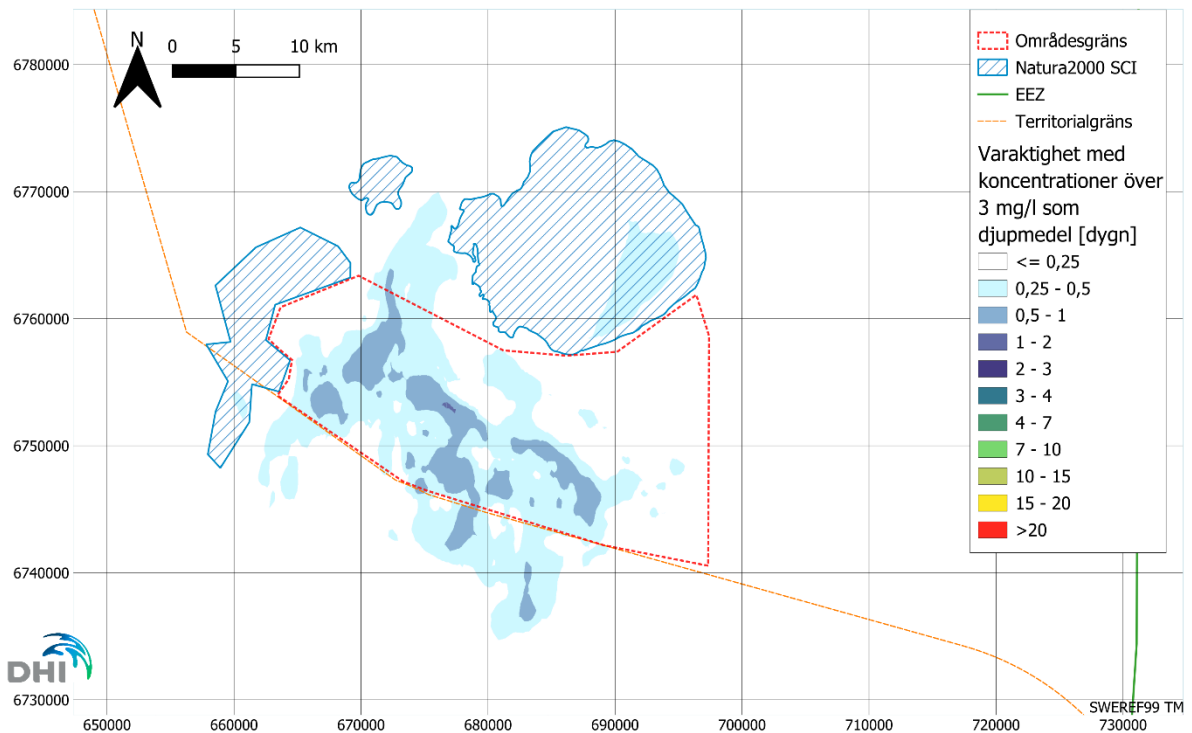 N
0 5 10 km
Områdesgräns
Natura2000 SCI
EEZ
Territorialgräns
Varaktighet med
koncentrationer över
3 mg/l som
djupmedel [dygn]
<= 0,25
0,25 - 0,5
0,5 - 1
1 - 2
2 - 3
3 - 4
4 - 7
7 - 10
10 - 15
15 - 20
>20
6780000
6770000
6760000
6750000
6740000
6730000
DHI
SWEREF99 TM
650000 660000 670000 680000 690000 700000 710000 720000 730000